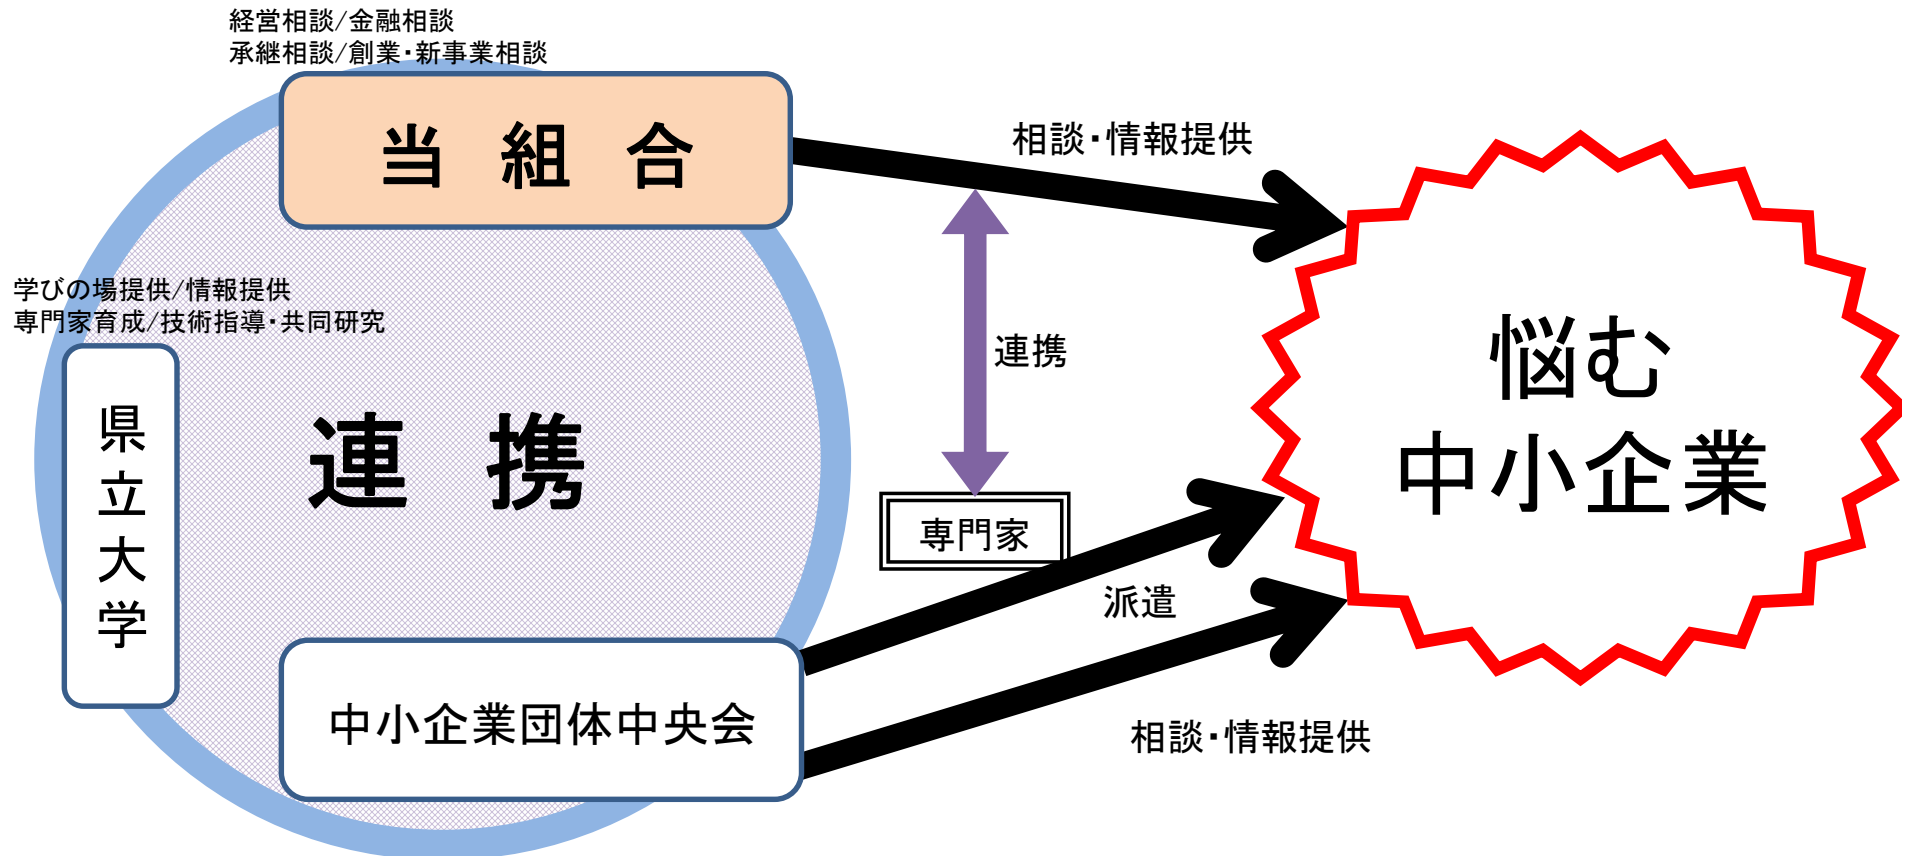 経営相談/金融相談
承継相談/創業・新事業相談
当組合
相談・情報提供
学びの場提供/情報提供
専門家育成/技術指導・共同研究
県立大学
連携
連携
専門家
悩む
中小企業
派遣
中小企業団体中央会
相談・情報提供